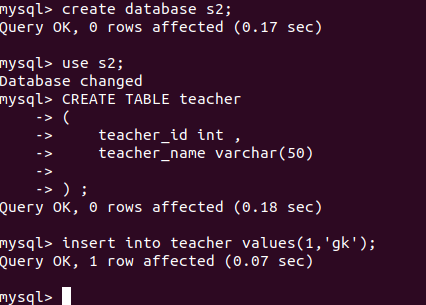 mysql> create database s2;
Query OK, 0 rows affected (0.17 sec)
mysql> use s2;
Database changed
mysql> CREATE TABLE teacher
    -> (
    ->     teacher_id int ,
    ->     teacher_name varchar(50)
    ->
    -> ) ;
Query OK, 0 rows affected (0.18 sec)
mysql> insert into teacher values(1,'gk');
Query OK, 1 row affected (0.07 sec)
mysql>